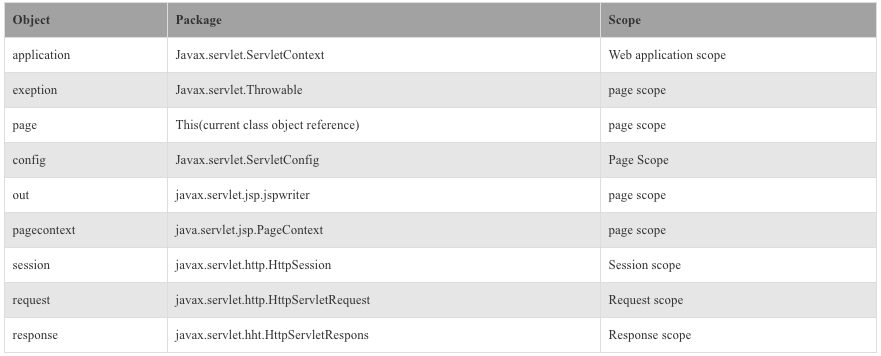 Object Package Scope
application Javax.servlet.ServletContext Web application scope
exeption Javax.servlet.Throwable page scope
page This(current class object reference) page scope
config Javax.servlet.ServletConfig Page Scope
out javax.servlet.jsp.jspwriter page scope
pagecontext java.servlet.jsp.PageContext page scope
session javax.servlet.http.HttpSession Session scope
request javax.servlet.http.HttpServletRequest Request scope
response javax.servlet.hht.HttpServletRespons Response scope